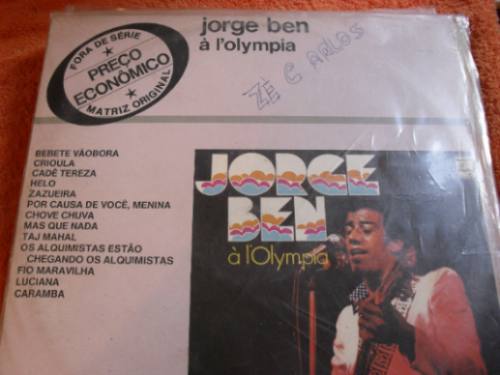 jorge ben
à l'olympia
FORA DE SÉRIE
PREÇO
ECONÔMICO
MATRIZ ORIGINAL
ZÉ CARLOS
BEBETE VÃOBORA
CRIOULA
CADÊ TEREZA
HELO
ZAZUEIRA
POR CAUSA DE VOCÊ, MENINA
CHOVE CHUVA
MAS QUE NADA
TAJ MAHAL
OS ALQUIMISTAS ESTÃO
CHEGANDO OS ALQUIMISTAS
FIO MARAVILHA
LUCIANA
CARAMBA
JORGE
BEN
à l'Olympia